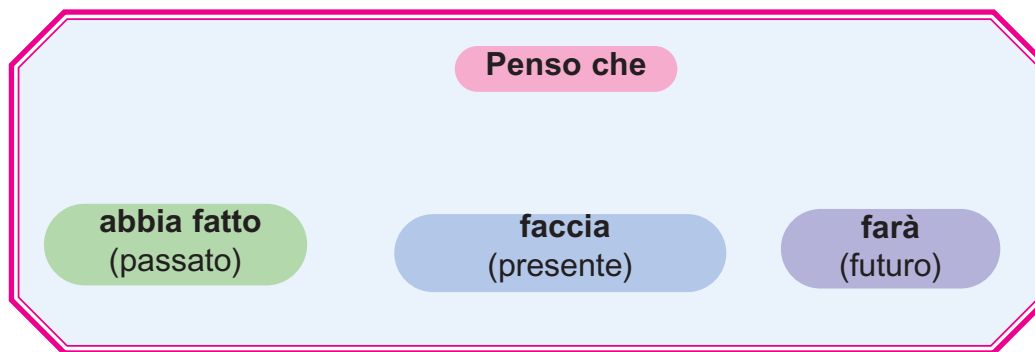 Penso che
abbia fatto
(passato)
faccia
(presente)
farà
(futuro)